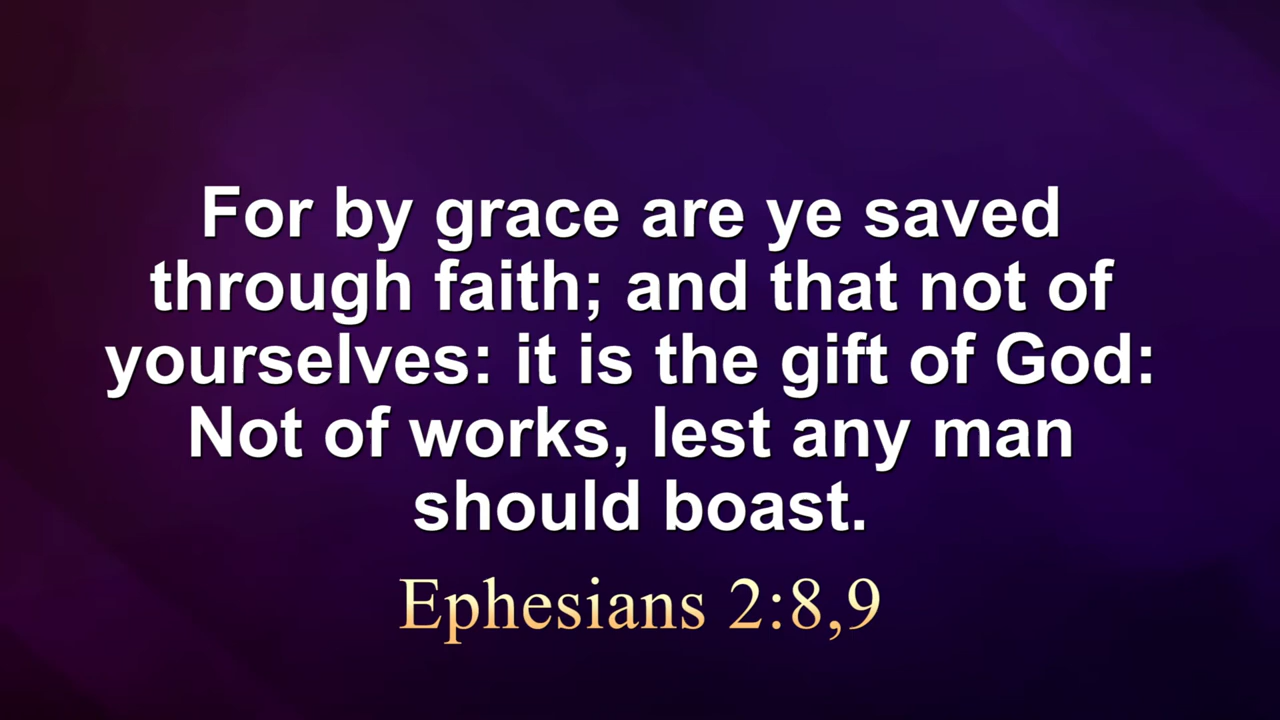 For by grace are ye saved
through faith; and that not of
yourselves: it is the gift of God:
Not of works, lest any man
should boast.
Ephesians 2:8,9